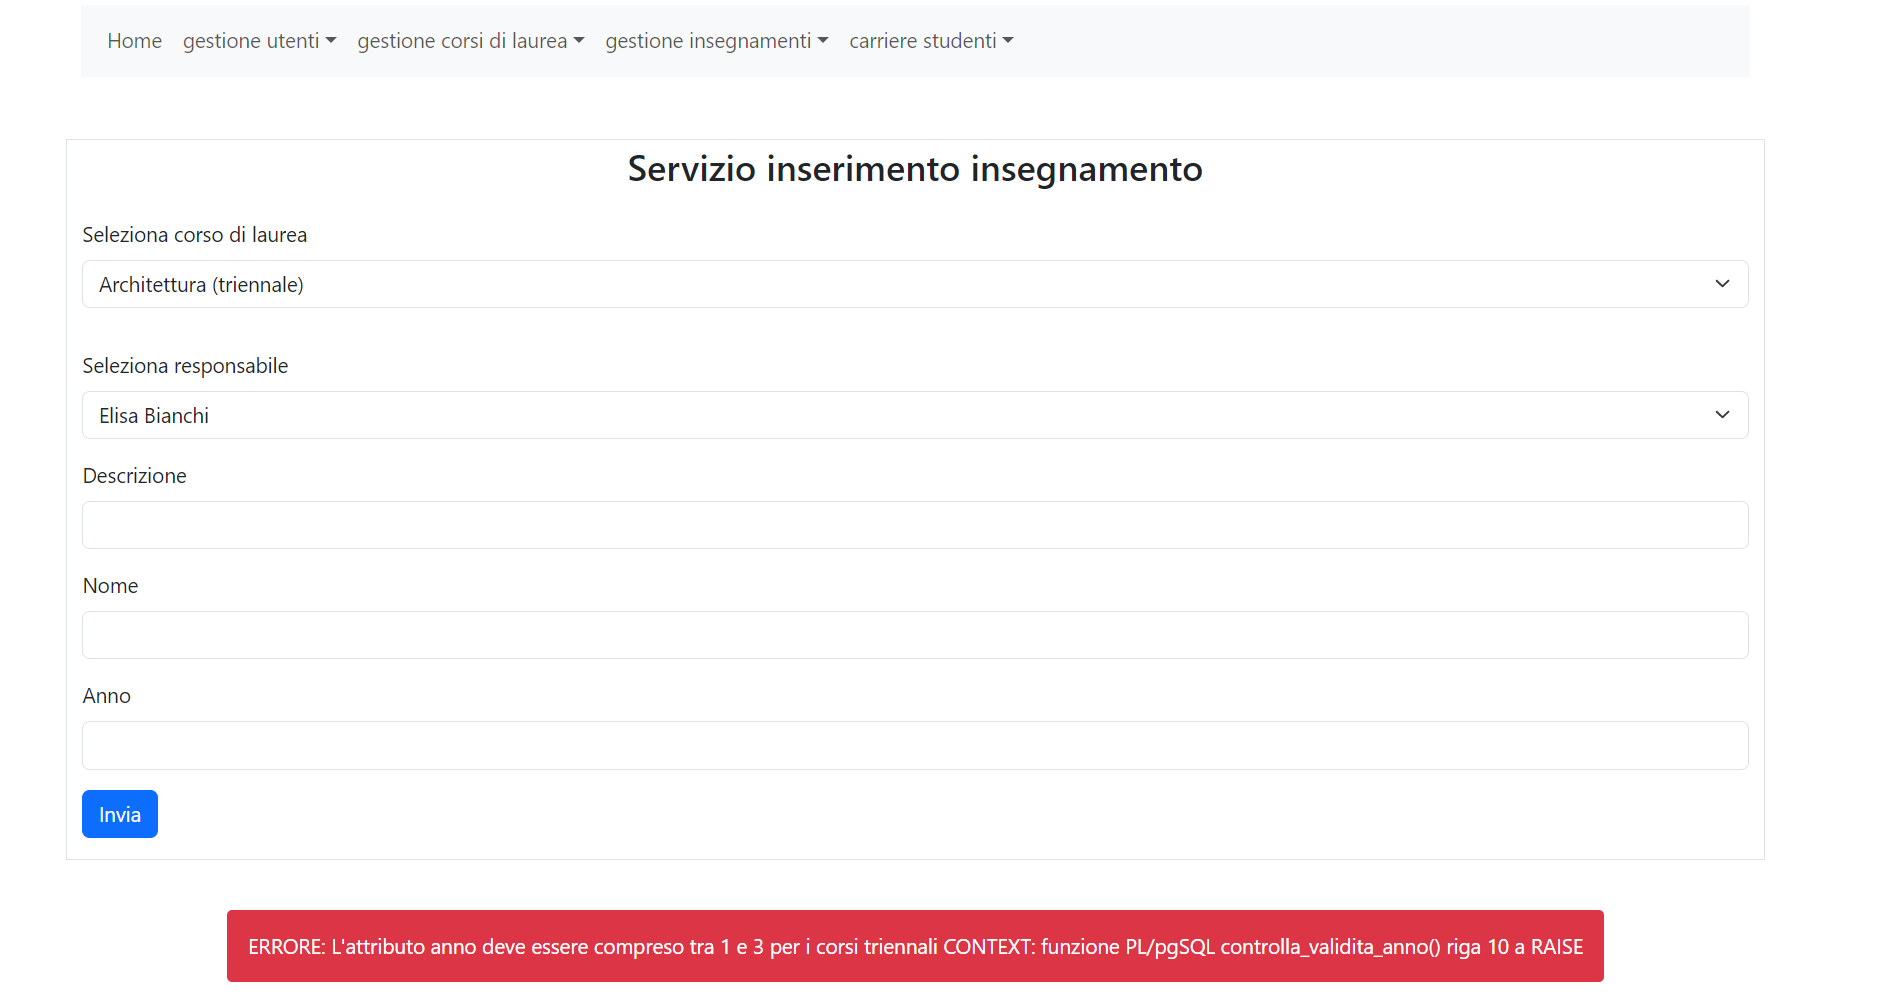 Home gestione utenti gestione corsi di laurea gestione insegnamenti carriere studenti
Servizio inserimento insegnamento
Seleziona corso di laurea
Architettura (triennale)
Seleziona responsabile
Elisa Bianchi
Descrizione
Nome
Anno
Invia
ERRORE: L'attributo anno deve essere compreso tra 1 e 3 per i corsi triennali CONTEXT: funzione PL/pgSQL controlla_validita_anno() riga 10 a RAISE